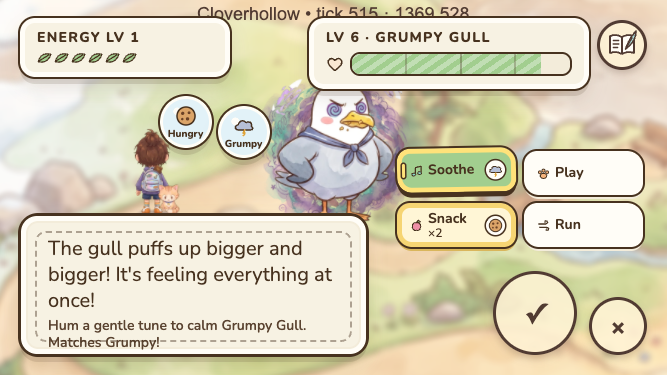 Cloverhollow • tick 515 · 1369,528
ENERGY LV 1
LV 6 · GRUMPY GULL
Hungry
Grumpy
Soothe
Play
Snack
×2
Run
The gull puffs up bigger and
bigger! It's feeling everything at
once!
Hum a gentle tune to calm Grumpy Gull.
Matches Grumpy!